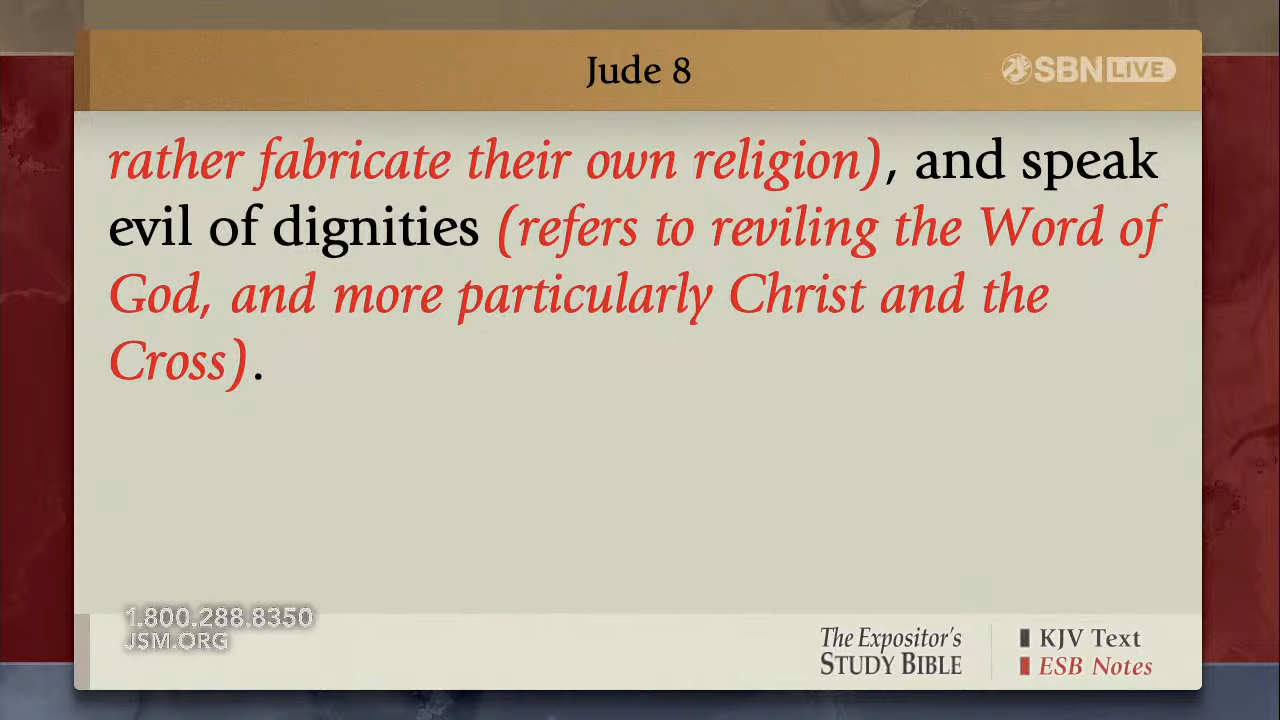 Jude 8
SBN LIVE
rather fabricate their own religion), and speak
evil of dignities (refers to reviling the Word of
God, and more particularly Christ and the
Cross).
1.800.288.8350
JSM.ORG
The Expositor's
STUDY BIBLE
KJV Text
ESB Notes